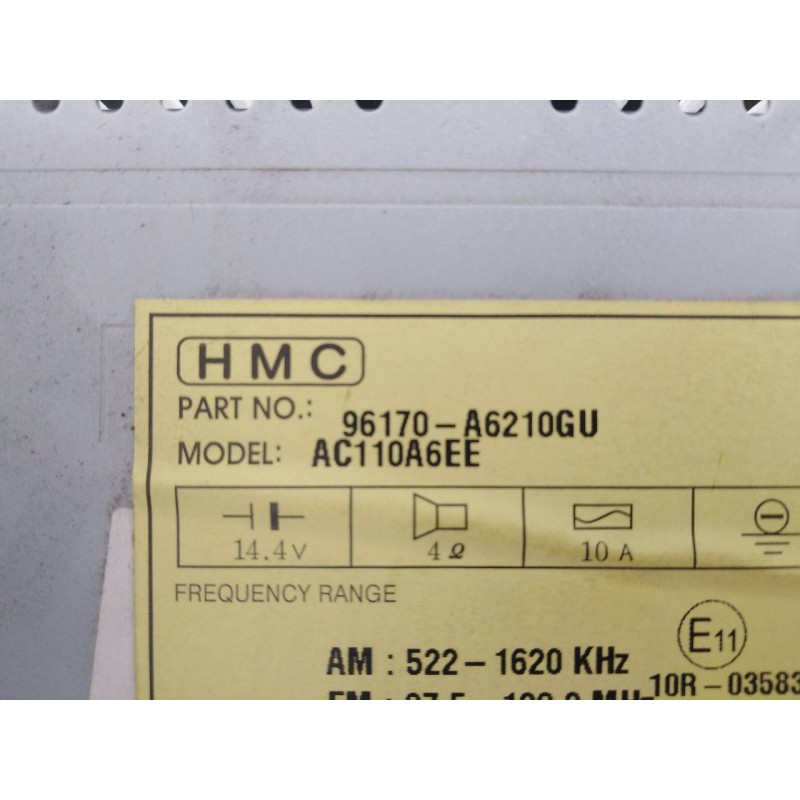 HMC
PART NO.: 96170-A6210GU
MODEL: AC110A6EE
14.4V 4Ω 10 A
FREQUENCY RANGE
E11
AM : 522-1620 KHz
10R-03583